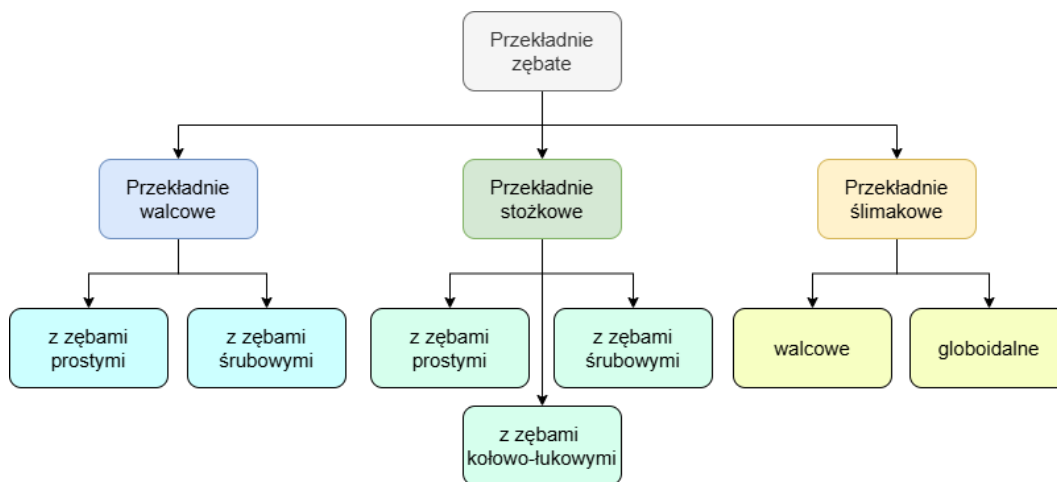 Przekładnie
zębate
Przekładnie
walcowe
Przekładnie
stożkowe
Przekładnie
ślimakowe
z zębami
prostymi
z zębami
śrubowymi
z zębami
prostymi
z zębami
śrubowymi
walcowe
globoidalne
z zębami
kołowo-łukowymi